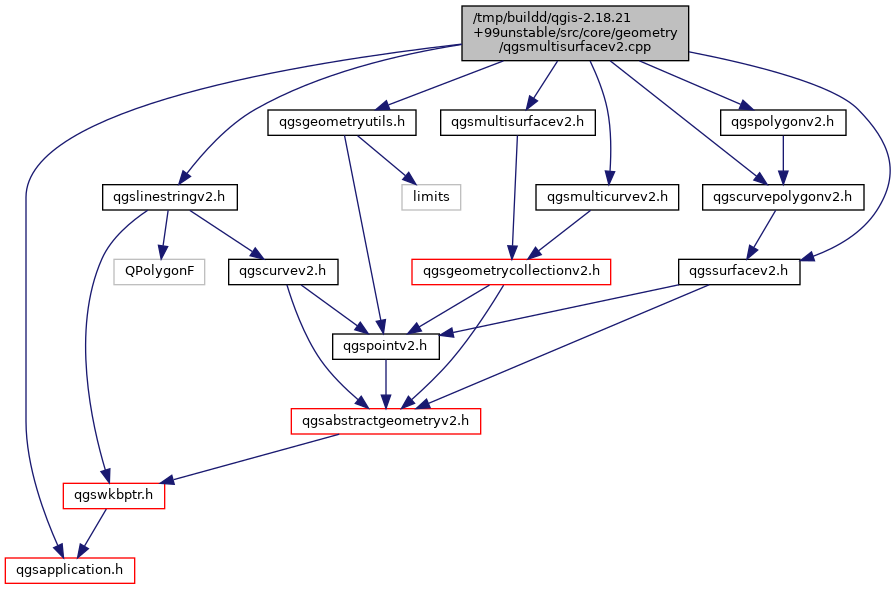 /tmp/buildd/qgis-2.18.21
+99unstable/src/core/geometry
/qgsmultisurfacev2.cpp
qgsgeometryutils.h
qgsmultisurfacev2.h
qgspolygonv2.h
qgslinestringv2.h
limits
qgsmulticurvev2.h
qgscurvepolygonv2.h
QPolygonF
qgscurvev2.h
qgsgeometrycollectionv2.h
qgssurfacev2.h
qgspointv2.h
qgsabstractgeometryv2.h
qgswkbptr.h
qgsapplication.h